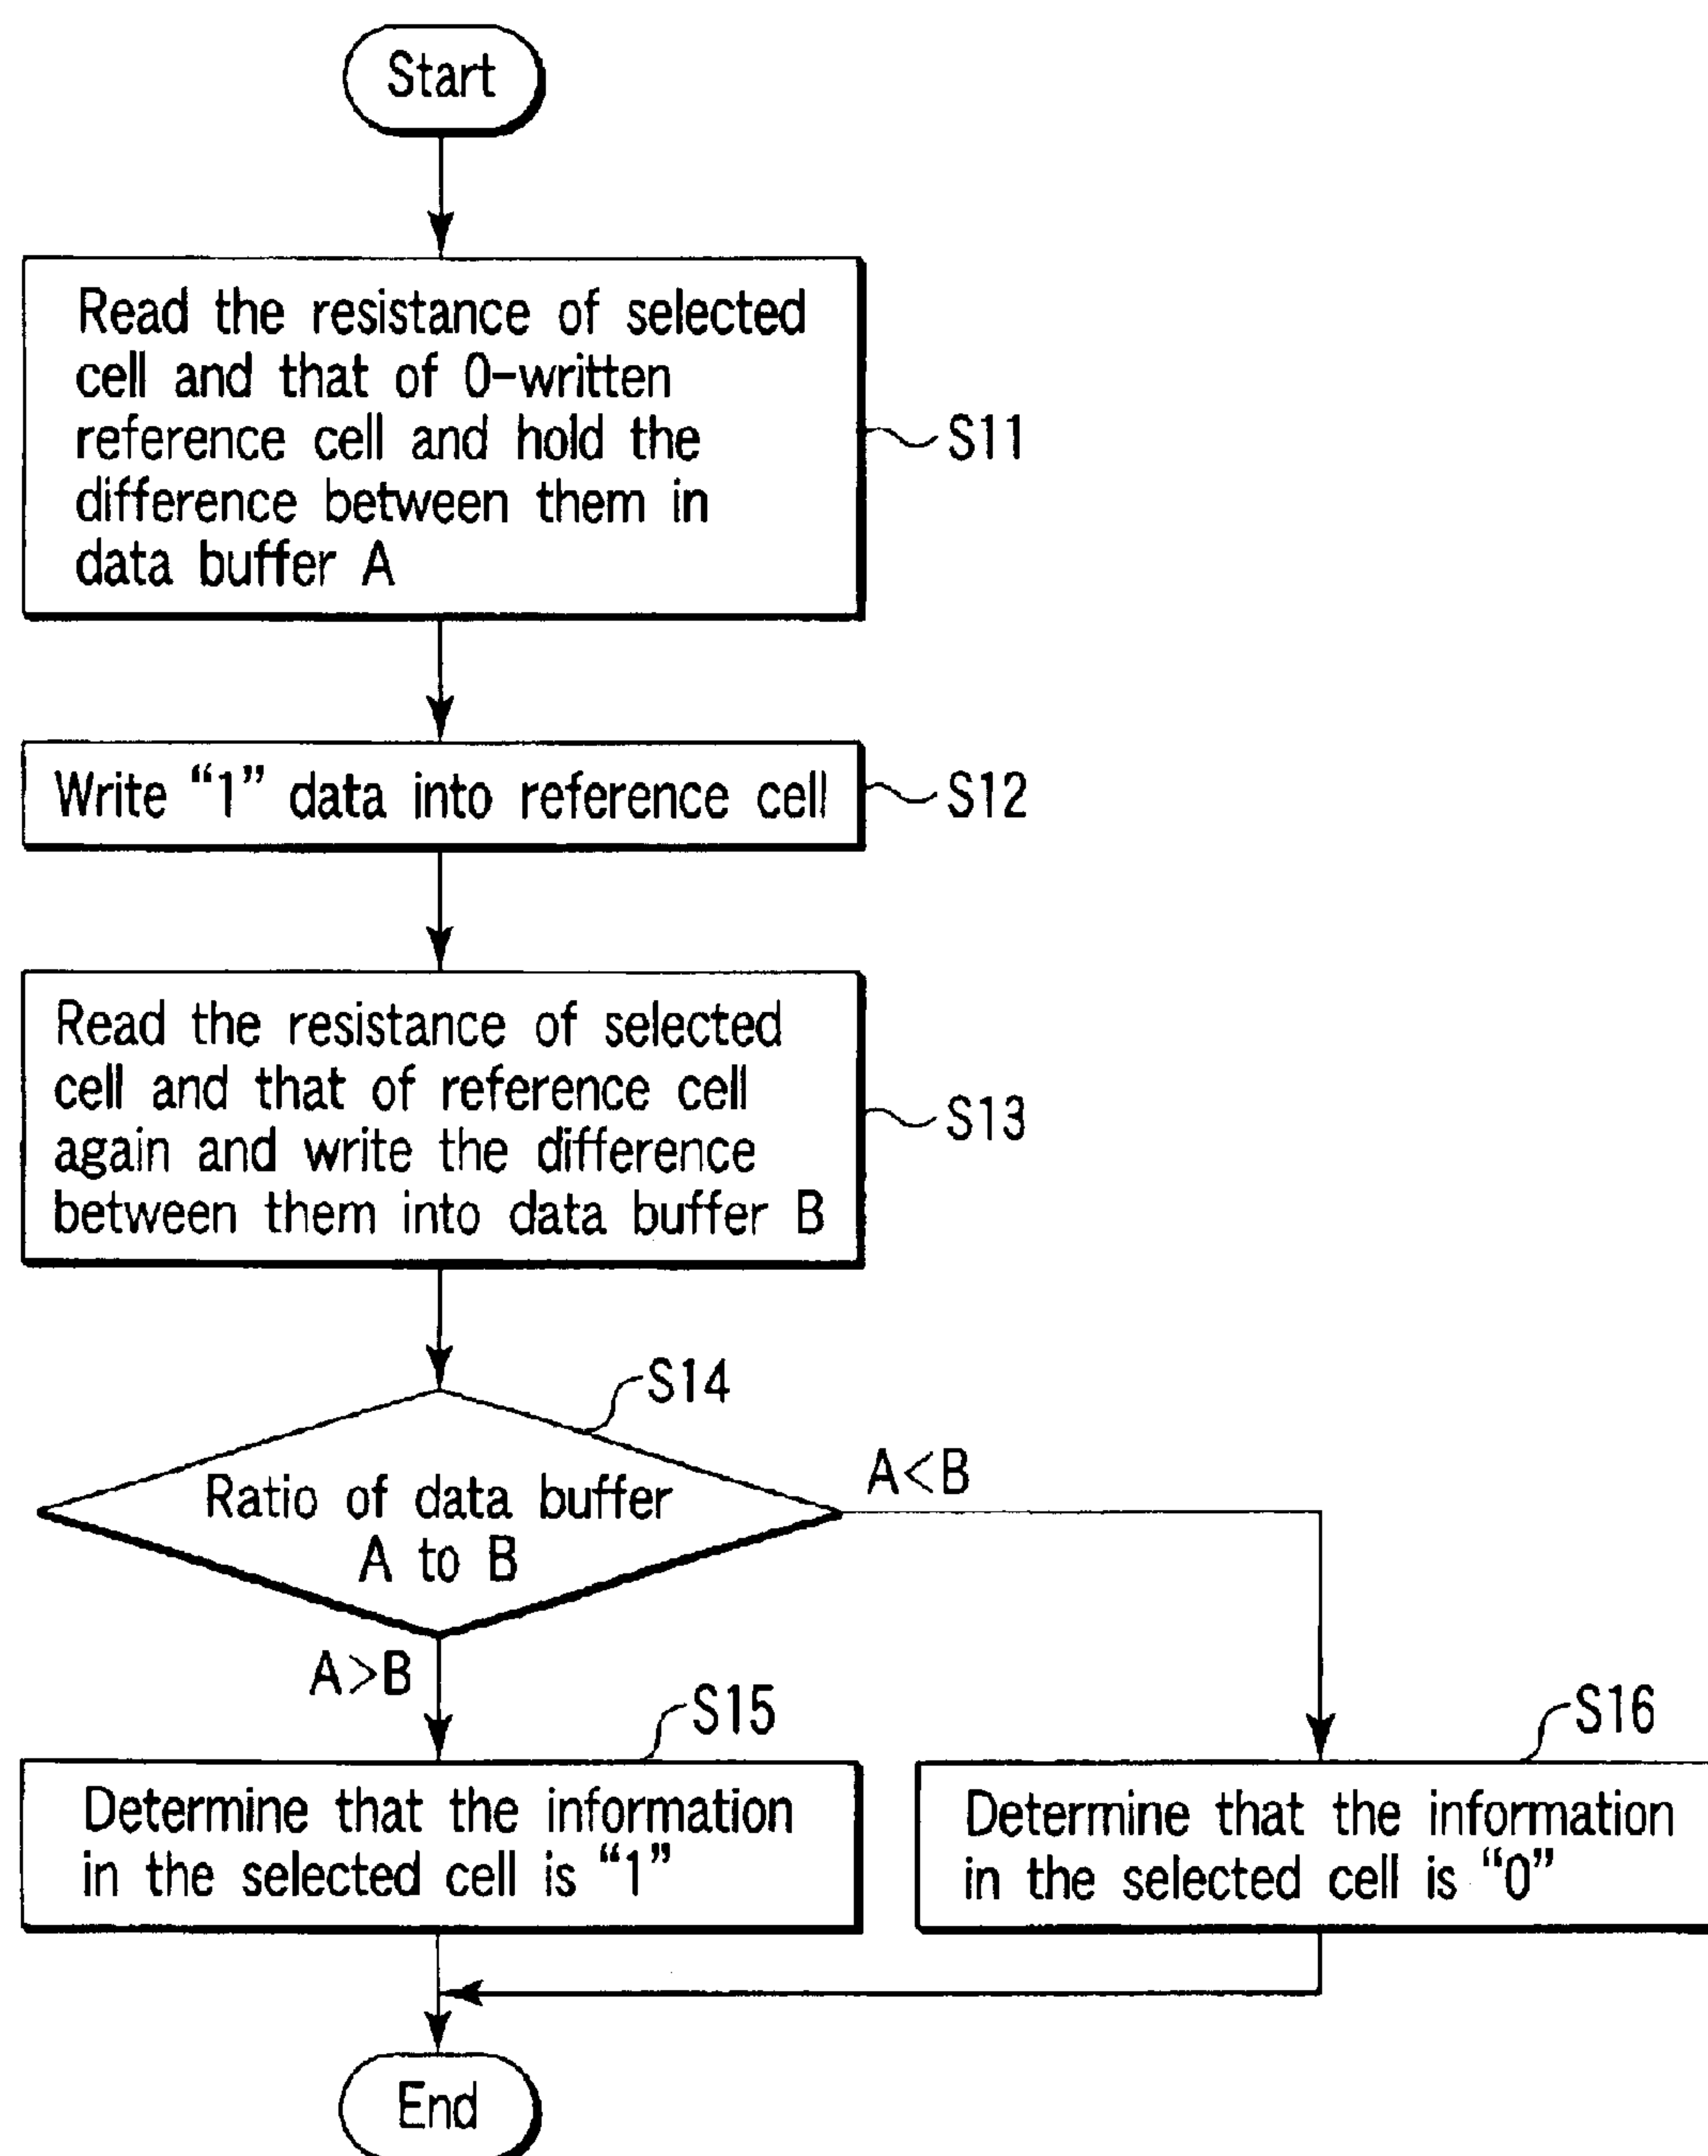 Start
Read the resistance of selected
cell and that of 0-written
reference cell and hold the
difference between them in
data buffer A
S11
Write “1” data into reference cell
S12
Read the resistance of selected
cell and that of reference cell
again and write the difference
between them into data buffer B
S13
S14
Ratio of data buffer
A to B
A<B
A>B
S15
Determine that the information
in the selected cell is “1”
S16
Determine that the information
in the selected cell is “0”
End